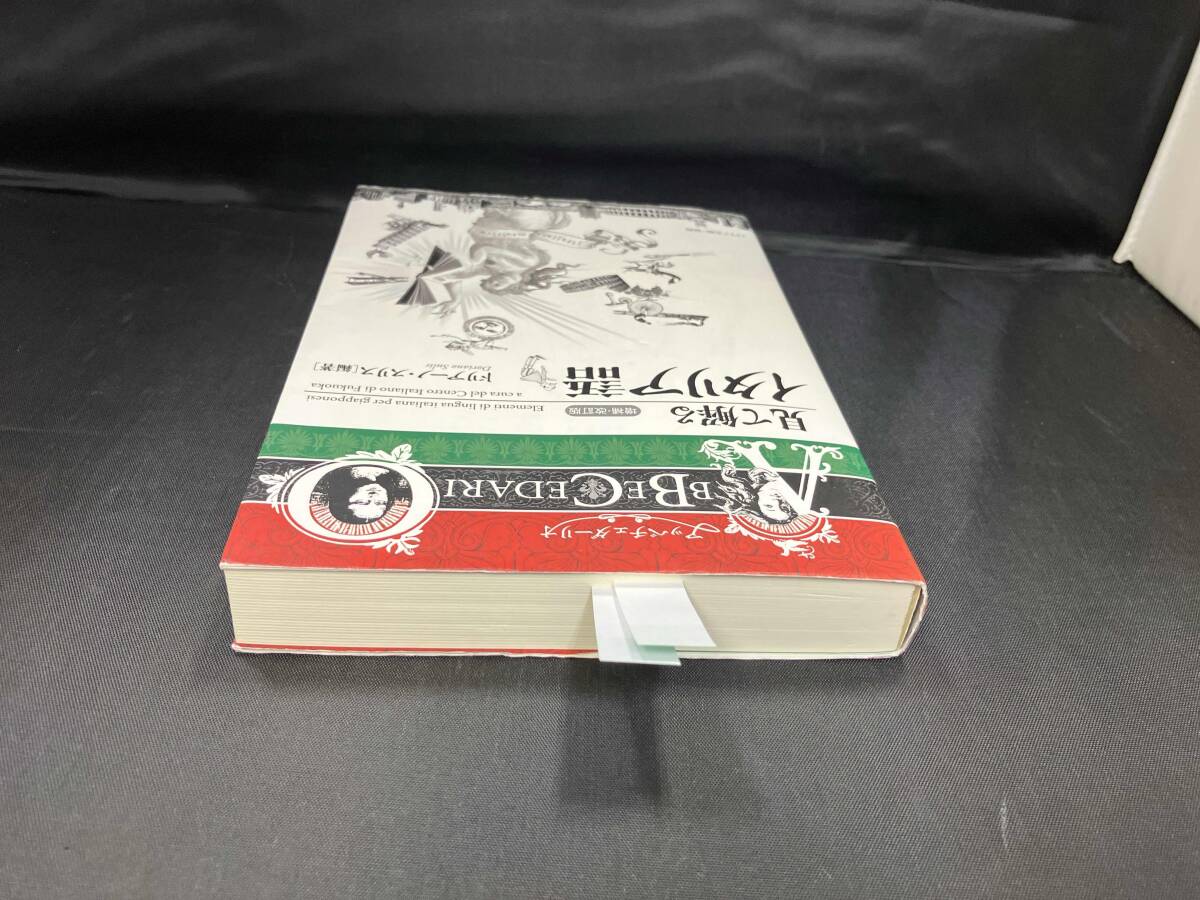 アッベチェダーリオ
ABBECEDARIO
見て解る
増補・改訂版
イタリア語
Elementi di lingua italiana per giapponesi
a cura del Centro Italiano di Fukuoka
ドリアーノ・スリス[編著]
Doriano Sulis